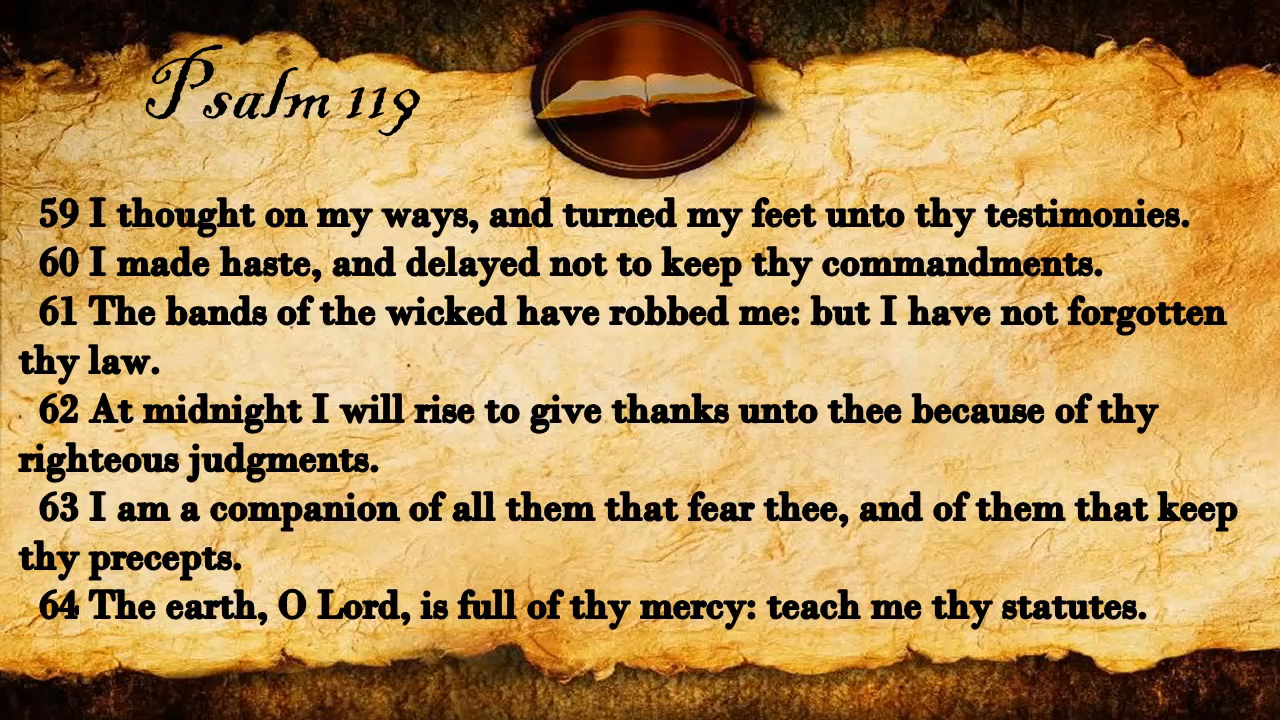 Psalm 119
59 I thought on my ways, and turned my feet unto thy testimonies.
60 I made haste, and delayed not to keep thy commandments.
61 The bands of the wicked have robbed me: but I have not forgotten
thy law.
62 At midnight I will rise to give thanks unto thee because of thy
righteous judgments.
63 I am a companion of all them that fear thee, and of them that keep
thy precepts.
64 The earth, O Lord, is full of thy mercy: teach me thy statutes.